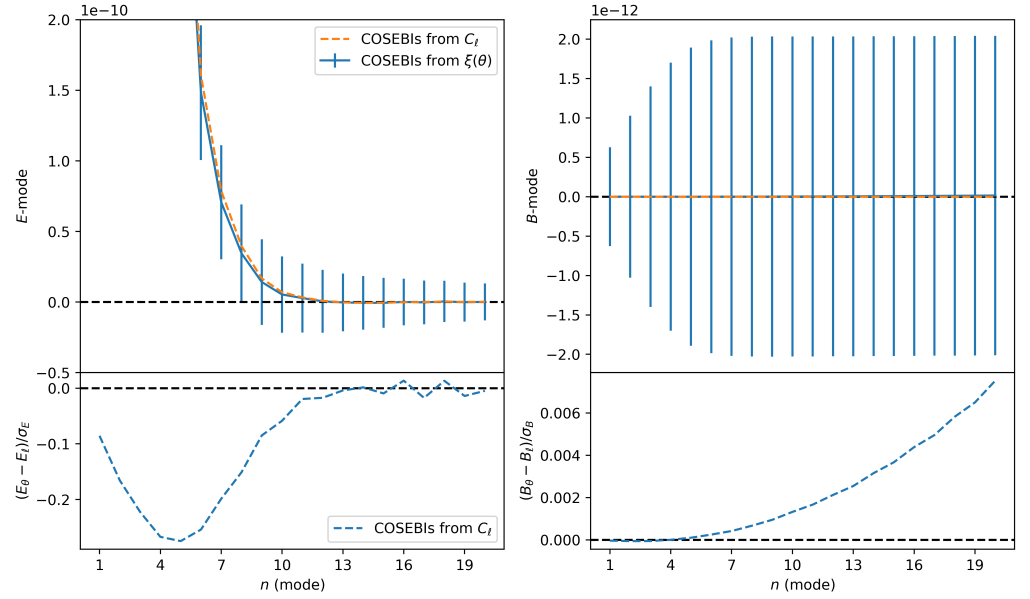 1e−10
2.0
1.0
0.0
−0.5
E-mode
COSEBIs from Cℓ
COSEBIs from ξ(θ)
0.0
−0.1
−0.2
(Eθ − Eℓ)/σE
COSEBIs from Cℓ
1 4 7 10 13 16 19
n (mode)
1e−12
2.0
1.5
1.0
0.5
0.0
−0.5
−1.0
−1.5
−2.0
B-mode
0.006
0.004
0.002
0.000
(Bθ − Bℓ)/σB
1 4 7 10 13 16 19
n (mode)